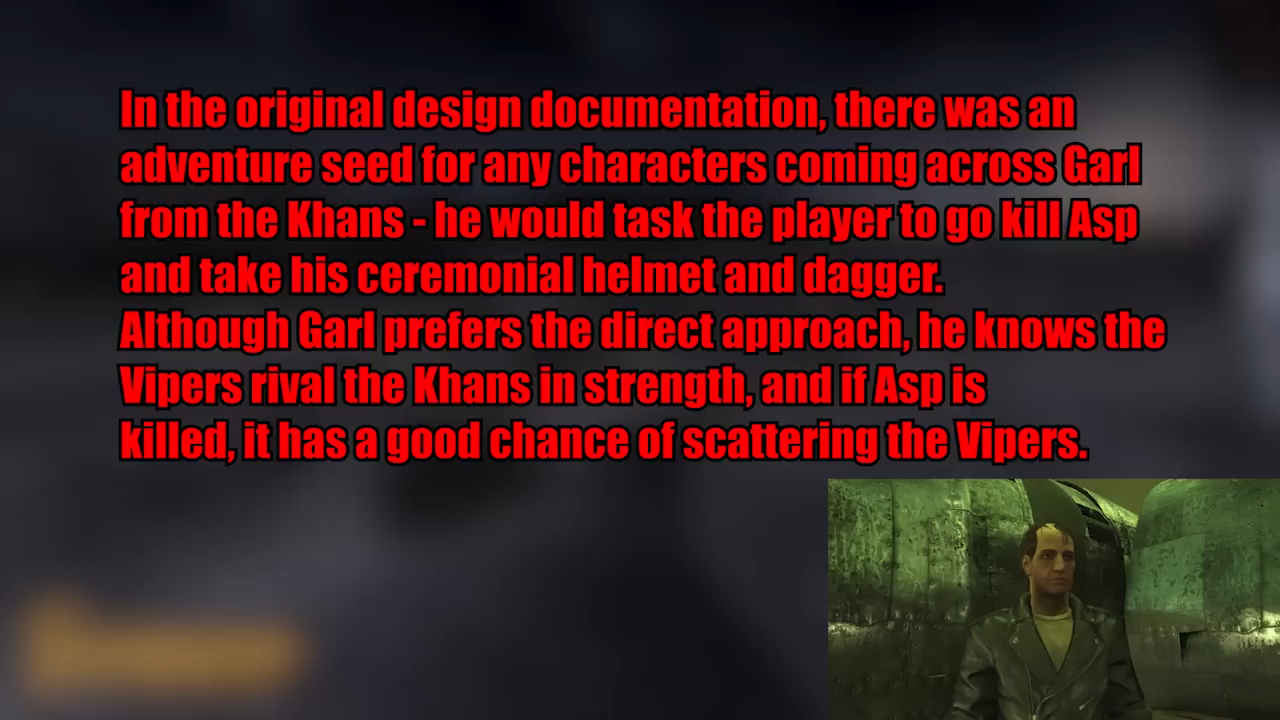 In the original design documentation, there was an
adventure seed for any characters coming across Garl
from the Khans - he would task the player to go kill Asp
and take his ceremonial helmet and dagger.
Although Garl prefers the direct approach, he knows the
Vipers rival the Khans in strength, and if Asp is
killed, it has a good chance of scattering the Vipers.